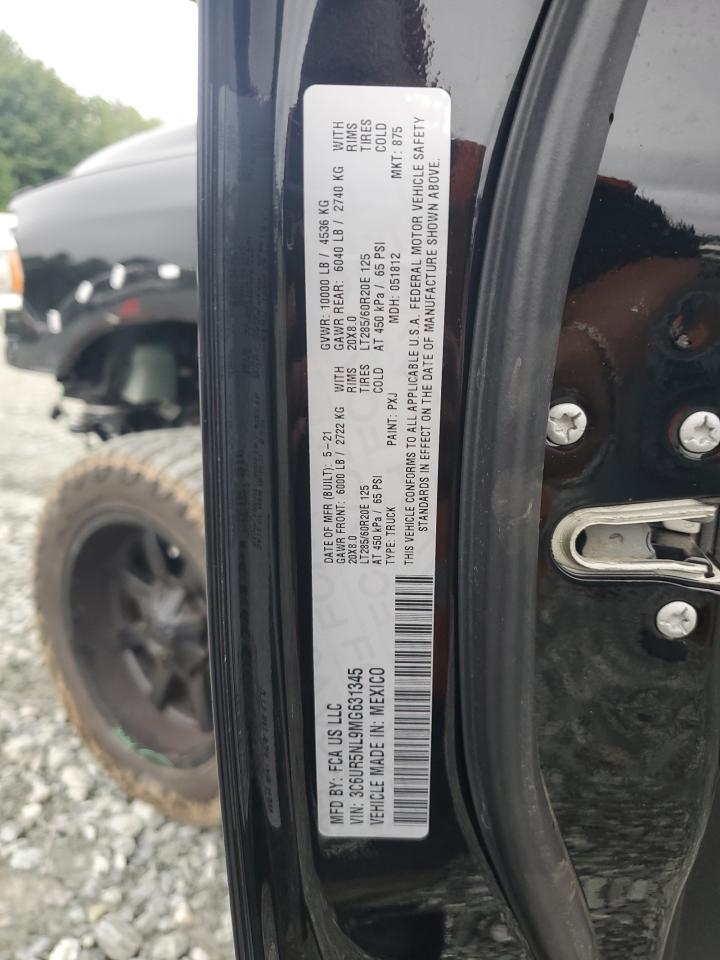 MFD BY: FCA US LLC
DATE OF MFR (BUILT): 5-21
GVWR: 10000 LB / 4536 KG
GAWR FRONT: 6000 LB / 2722 KG WITH
GAWR REAR: 6040 LB / 2740 KG WITH
20X8.0 RIMS
20X8.0 RIMS
LT285/60R20E 125 TIRES
LT285/60R20E 125 TIRES
AT 450 kPa / 65 PSI COLD
AT 450 kPa / 65 PSI COLD
VIN: 3C6UR5NL9MG631345
TYPE: TRUCK
PAINT: PXJ
MDH: 051812
MKT: 875
VEHICLE MADE IN: MEXICO
THIS VEHICLE CONFORMS TO ALL APPLICABLE U.S.A. FEDERAL MOTOR VEHICLE SAFETY
STANDARDS IN EFFECT ON THE DATE OF MANUFACTURE SHOWN ABOVE.